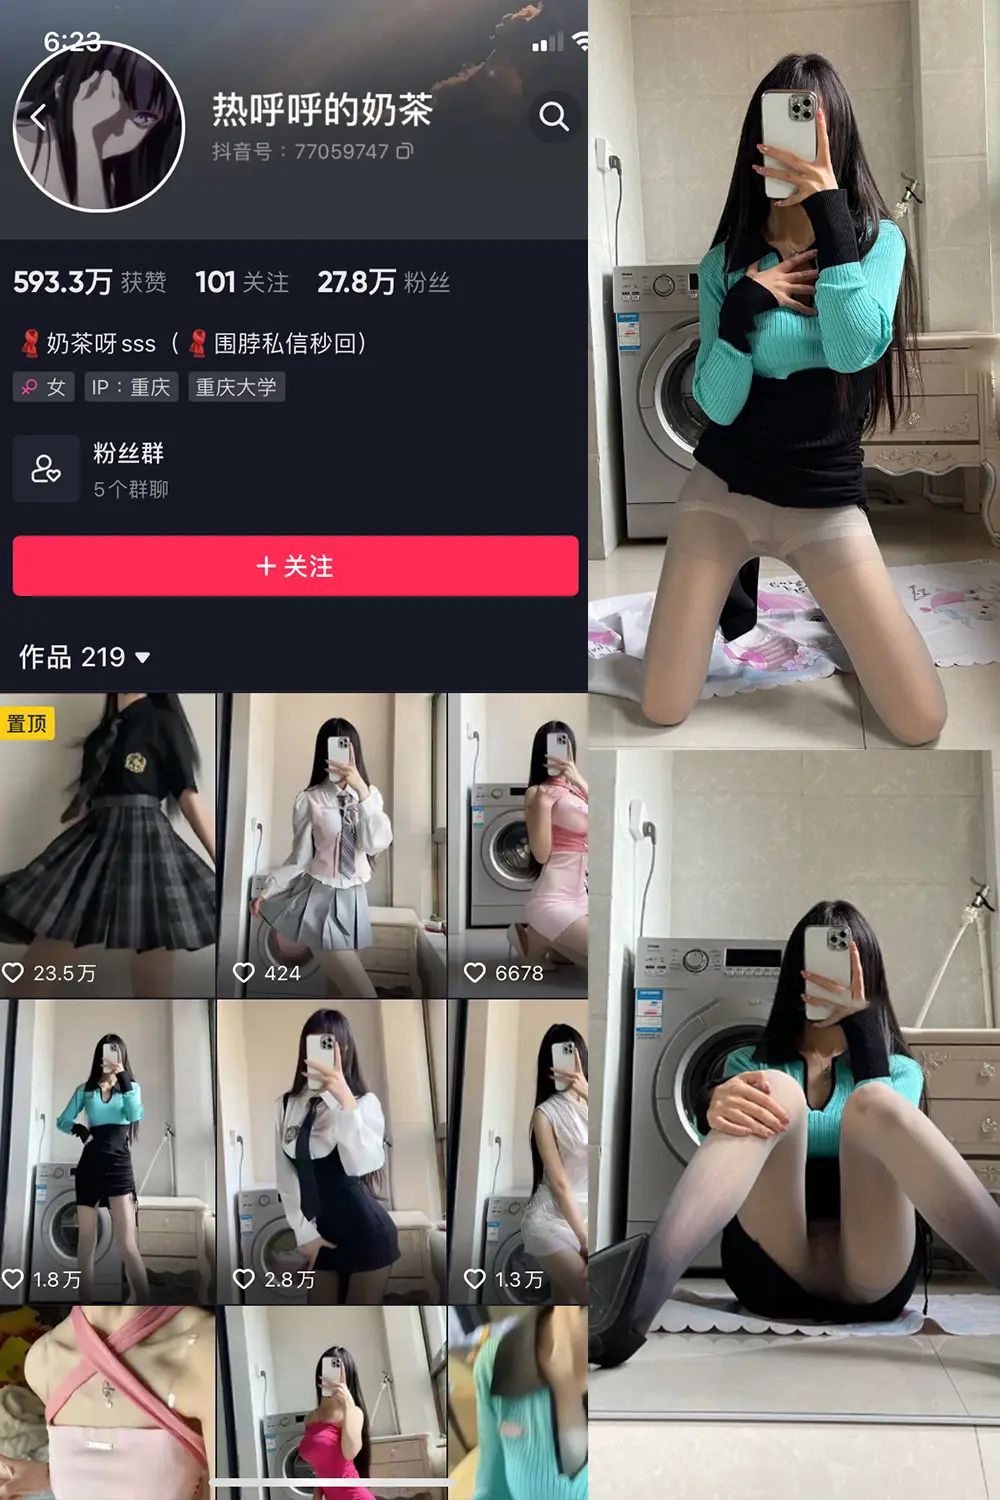 6:23
热呼呼的奶茶
抖音号：77059747
593.3万 获赞 101 关注 27.8万 粉丝
奶茶呀sss（围脖私信秒回）
女 IP：重庆 重庆大学
粉丝群
5个群聊
+ 关注
作品 219
置顶
23.5万 424 6678
1.8万 2.8万 1.3万